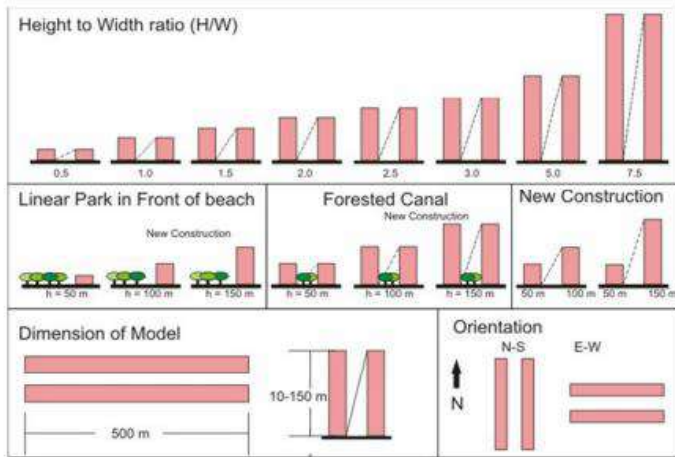 Height to Width ratio (H/W)
0.5 1.0 1.5 2.0 2.5 3.0 5.0 7.5
Linear Park in Front of beach
New Construction
h = 50 m h = 100 m h = 150 m
Forested Canal
New Construction
h = 50 m h = 100 m h = 150 m
New Construction
50 m 100 m 50 m 150 m
Dimension of Model
500 m
10-150 m
Orientation
N-S E-W
N